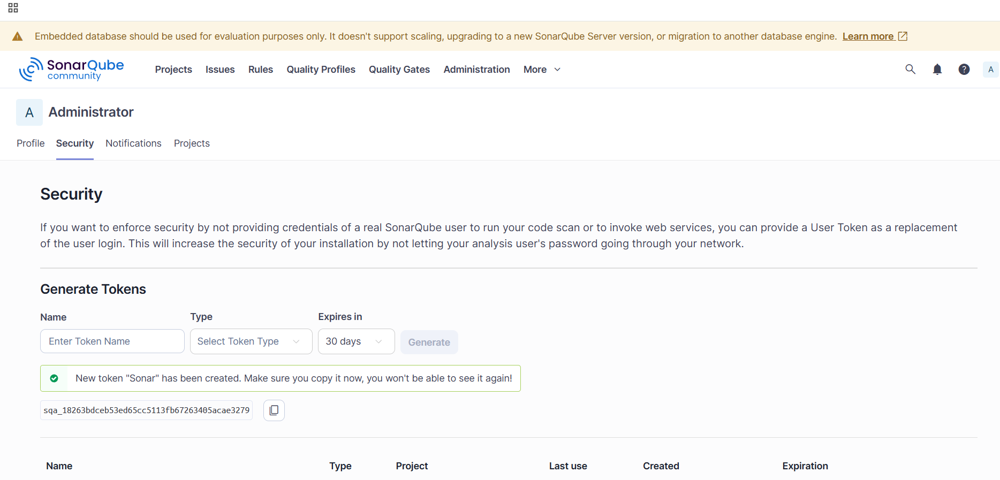 Embedded database should be used for evaluation purposes only. It doesn't support scaling, upgrading to a new SonarQube Server version, or migration to another database engine. Learn more
SonarQube community
Projects Issues Rules Quality Profiles Quality Gates Administration More
? A
A Administrator
Profile Security Notifications Projects
Security
If you want to enforce security by not providing credentials of a real SonarQube user to run your code scan or to invoke web services, you can provide a User Token as a replacement
of the user login. This will increase the security of your installation by not letting your analysis user's password going through your network.
Generate Tokens
Name Type Expires in
Enter Token Name Select Token Type 30 days Generate
New token "Sonar" has been created. Make sure you copy it now, you won't be able to see it again!
sqa_18263bdceb53ed65cc5113fb67263405acae3279
Name Type Project Last use Created Expiration